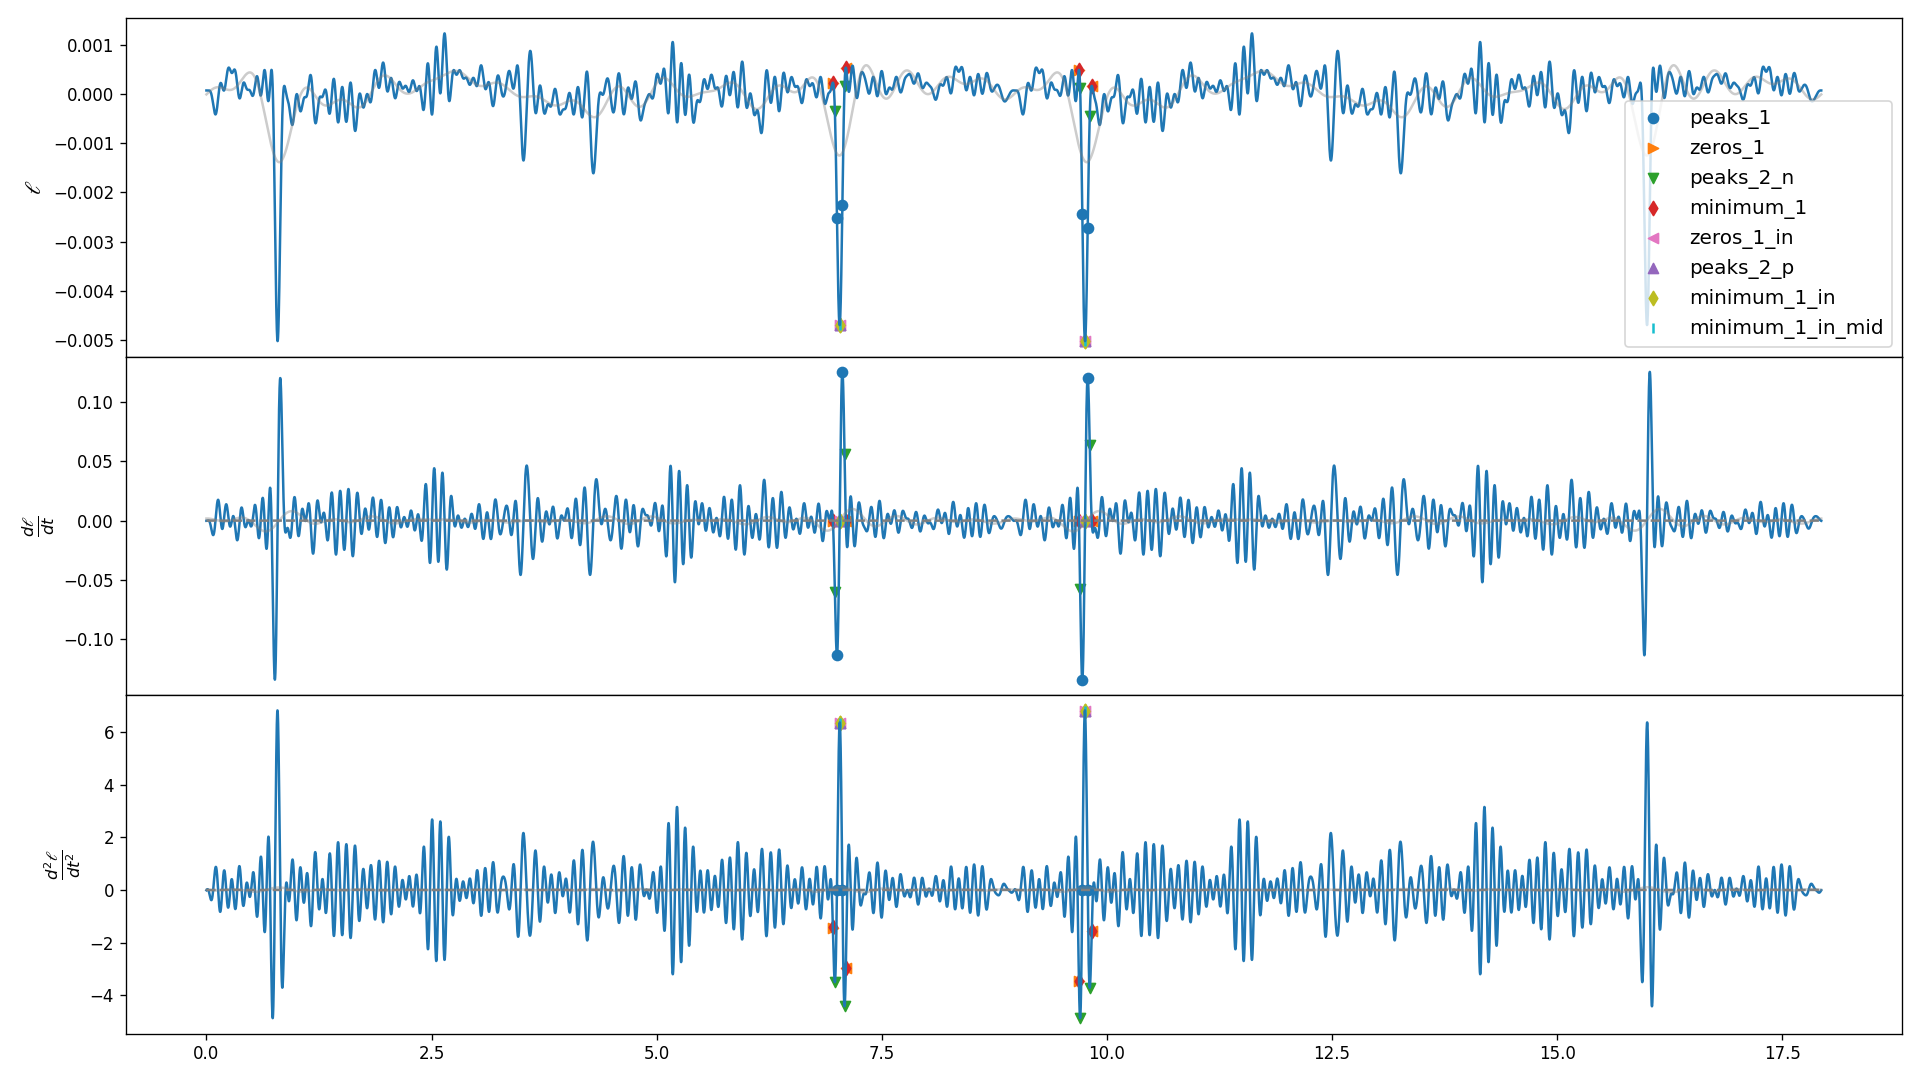 0.001
0.000
−0.001
−0.002
−0.003
−0.004
−0.005
ℓ
peaks_1
zeros_1
peaks_2_n
minimum_1
zeros_1_in
peaks_2_p
minimum_1_in
minimum_1_in_mid
0.10
0.05
0.00
−0.05
−0.10
dℓ
dt
6
4
2
0
−2
−4
d²ℓ
dt²
0.0 2.5 5.0 7.5 10.0 12.5 15.0 17.5